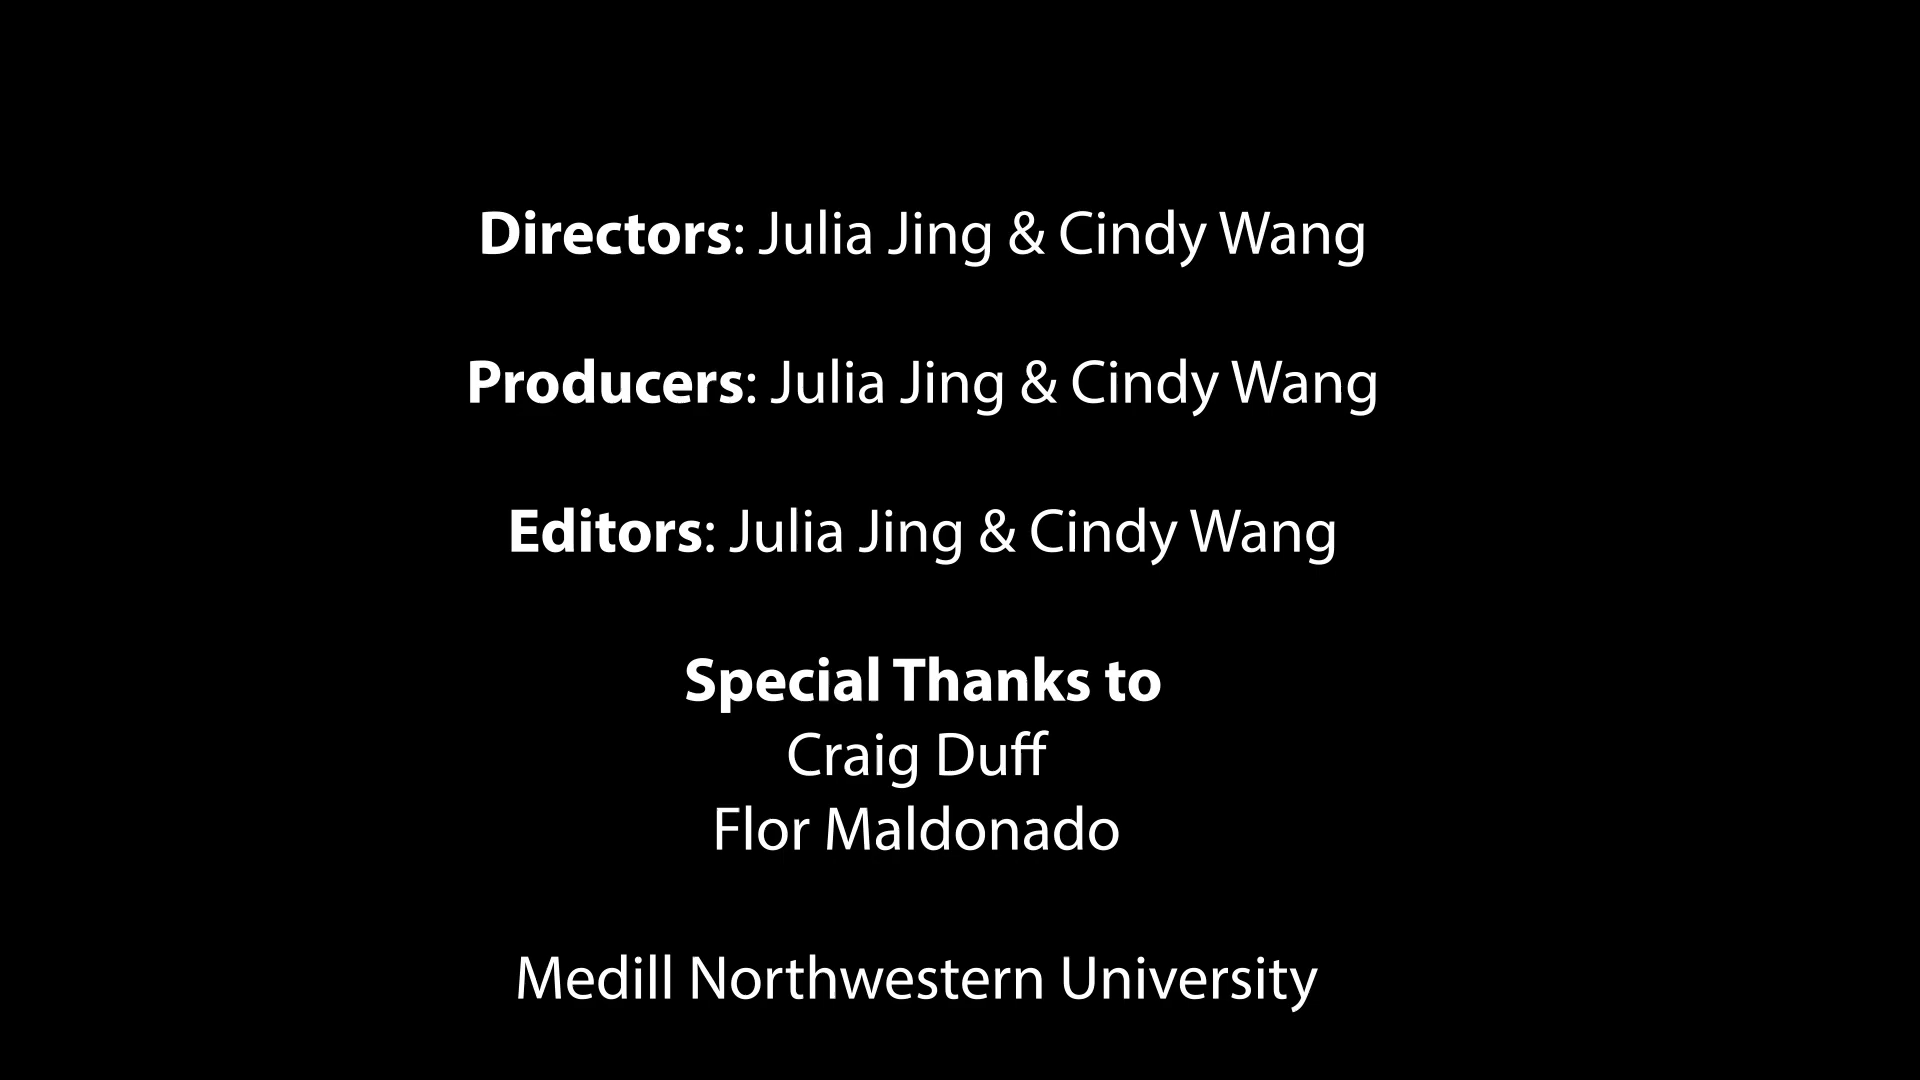 Directors: Julia Jing & Cindy Wang
Producers: Julia Jing & Cindy Wang
Editors: Julia Jing & Cindy Wang
Special Thanks to
Craig Duff
Flor Maldonado
Medill Northwestern University